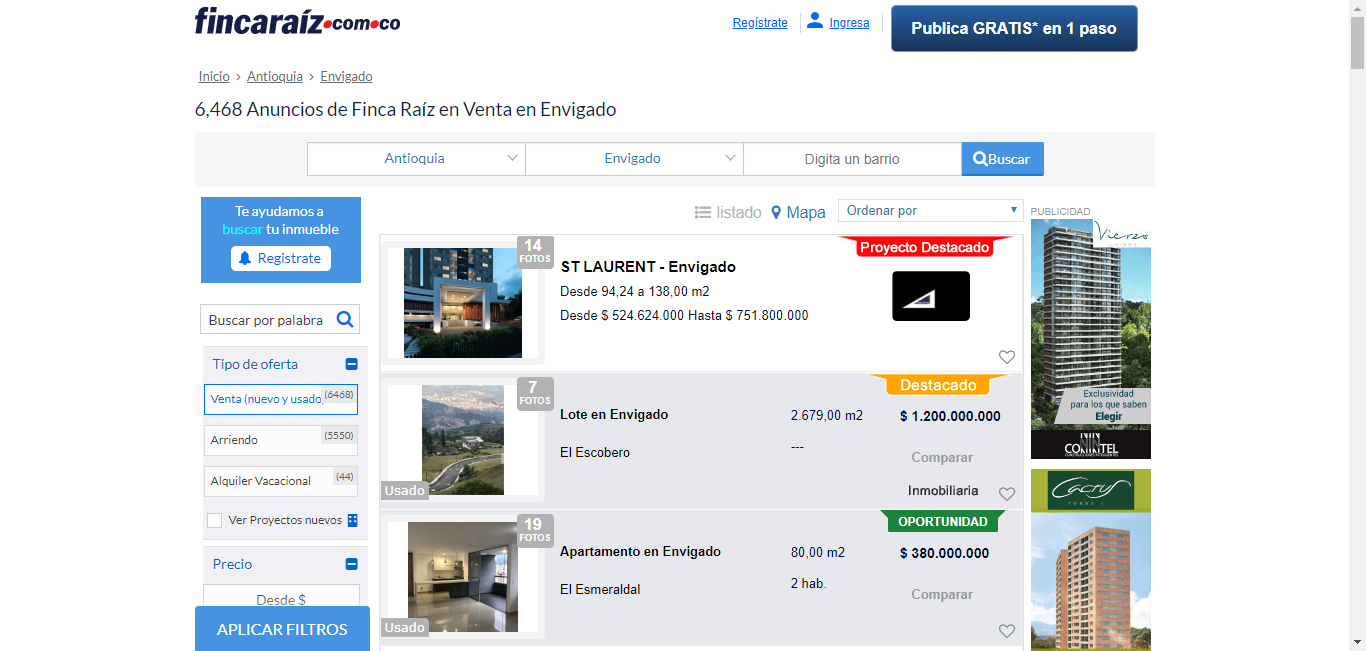 fincaraíz.com.co
Regístrate
Ingresa
Publica GRATIS* en 1 paso
Inicio > Antioquia > Envigado
6,468 Anuncios de Finca Raíz en Venta en Envigado
Antioquia
Envigado
Digita un barrio
Buscar
Te ayudamos a
buscar tu inmueble
Registrate
Buscar por palabra
Tipo de oferta
Venta (nuevo y usado)
(6468)
Arriendo
(5550)
Alquiler Vacacional
(44)
Ver Proyectos nuevos
Precio
Desde $
APLICAR FILTROS
listado
Mapa
Ordenar por
14
FOTOS
ST LAURENT - Envigado
Desde 94,24 a 138,00 m2
Desde $ 524.624.000 Hasta $ 751.800.000
Proyecto Destacado
7
FOTOS
Usado
Lote en Envigado
El Escobero
2.679,00 m2
---
Destacado
$ 1.200.000.000
Comparar
Inmobiliaria
19
FOTOS
Usado
Apartamento en Envigado
El Esmeraldal
80,00 m2
2 hab.
OPORTUNIDAD
$ 380.000.000
Comparar
PUBLICIDAD
Vierzo
Exclusividad
para los que saben
Elegir
CONINTEL
CONSTRUCCIONES INTELIGENTES
Cactus